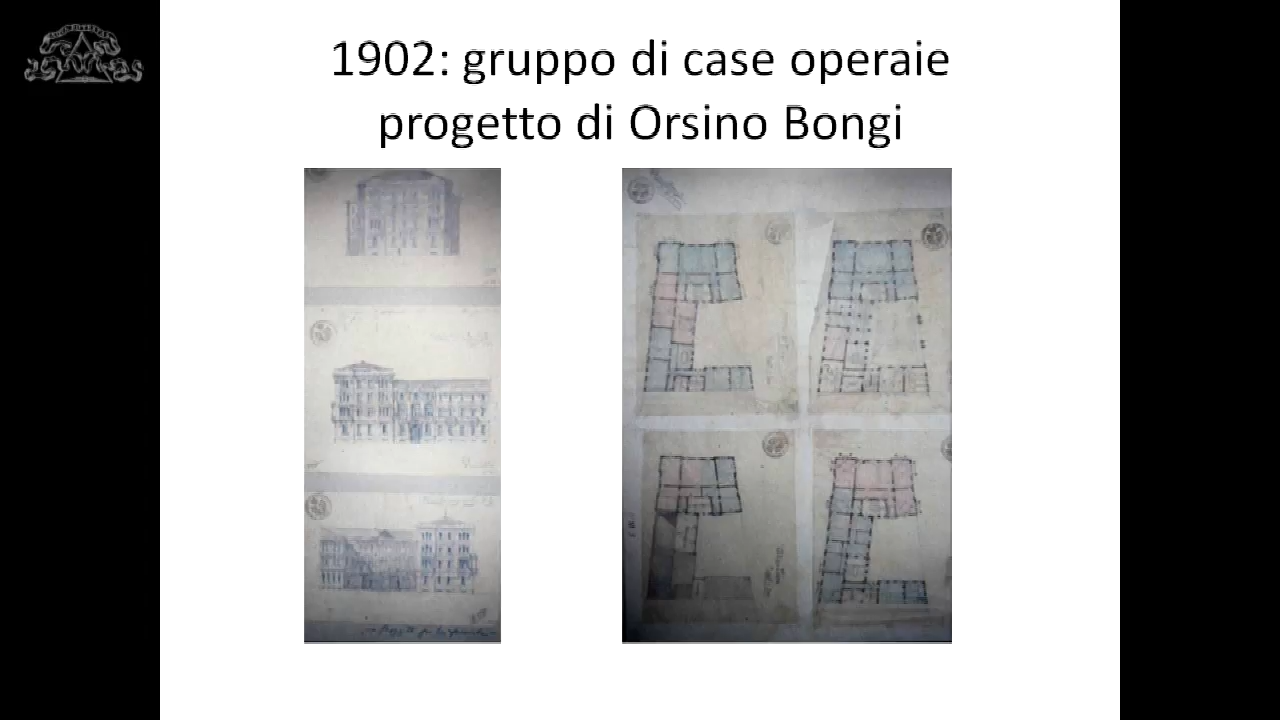 1902: gruppo di case operaie
progetto di Orsino Bongi